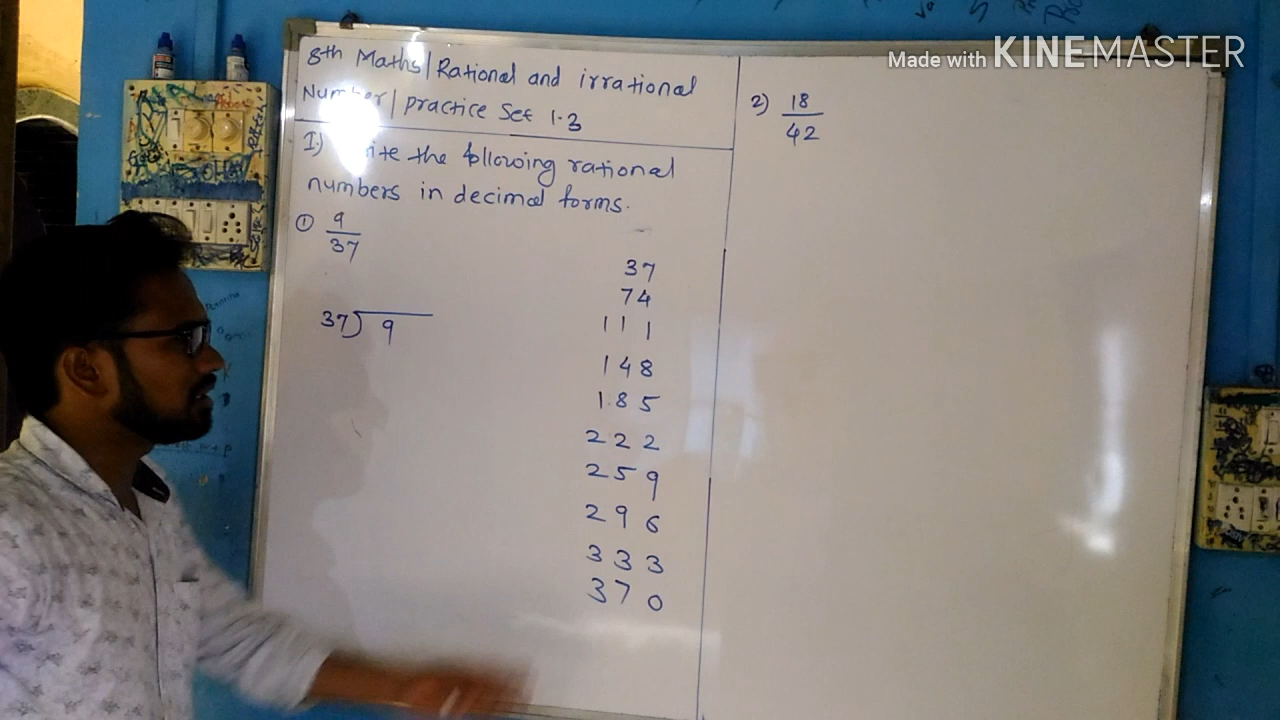 Made with KINEMASTER
8th Maths | Rational and irrational
Number | practice Set 1.3
I.) the following rational
numbers in decimal forms.
① 9/37
37) 9
37
74
111
148
185
222
259
296
333
370
2) 18/42